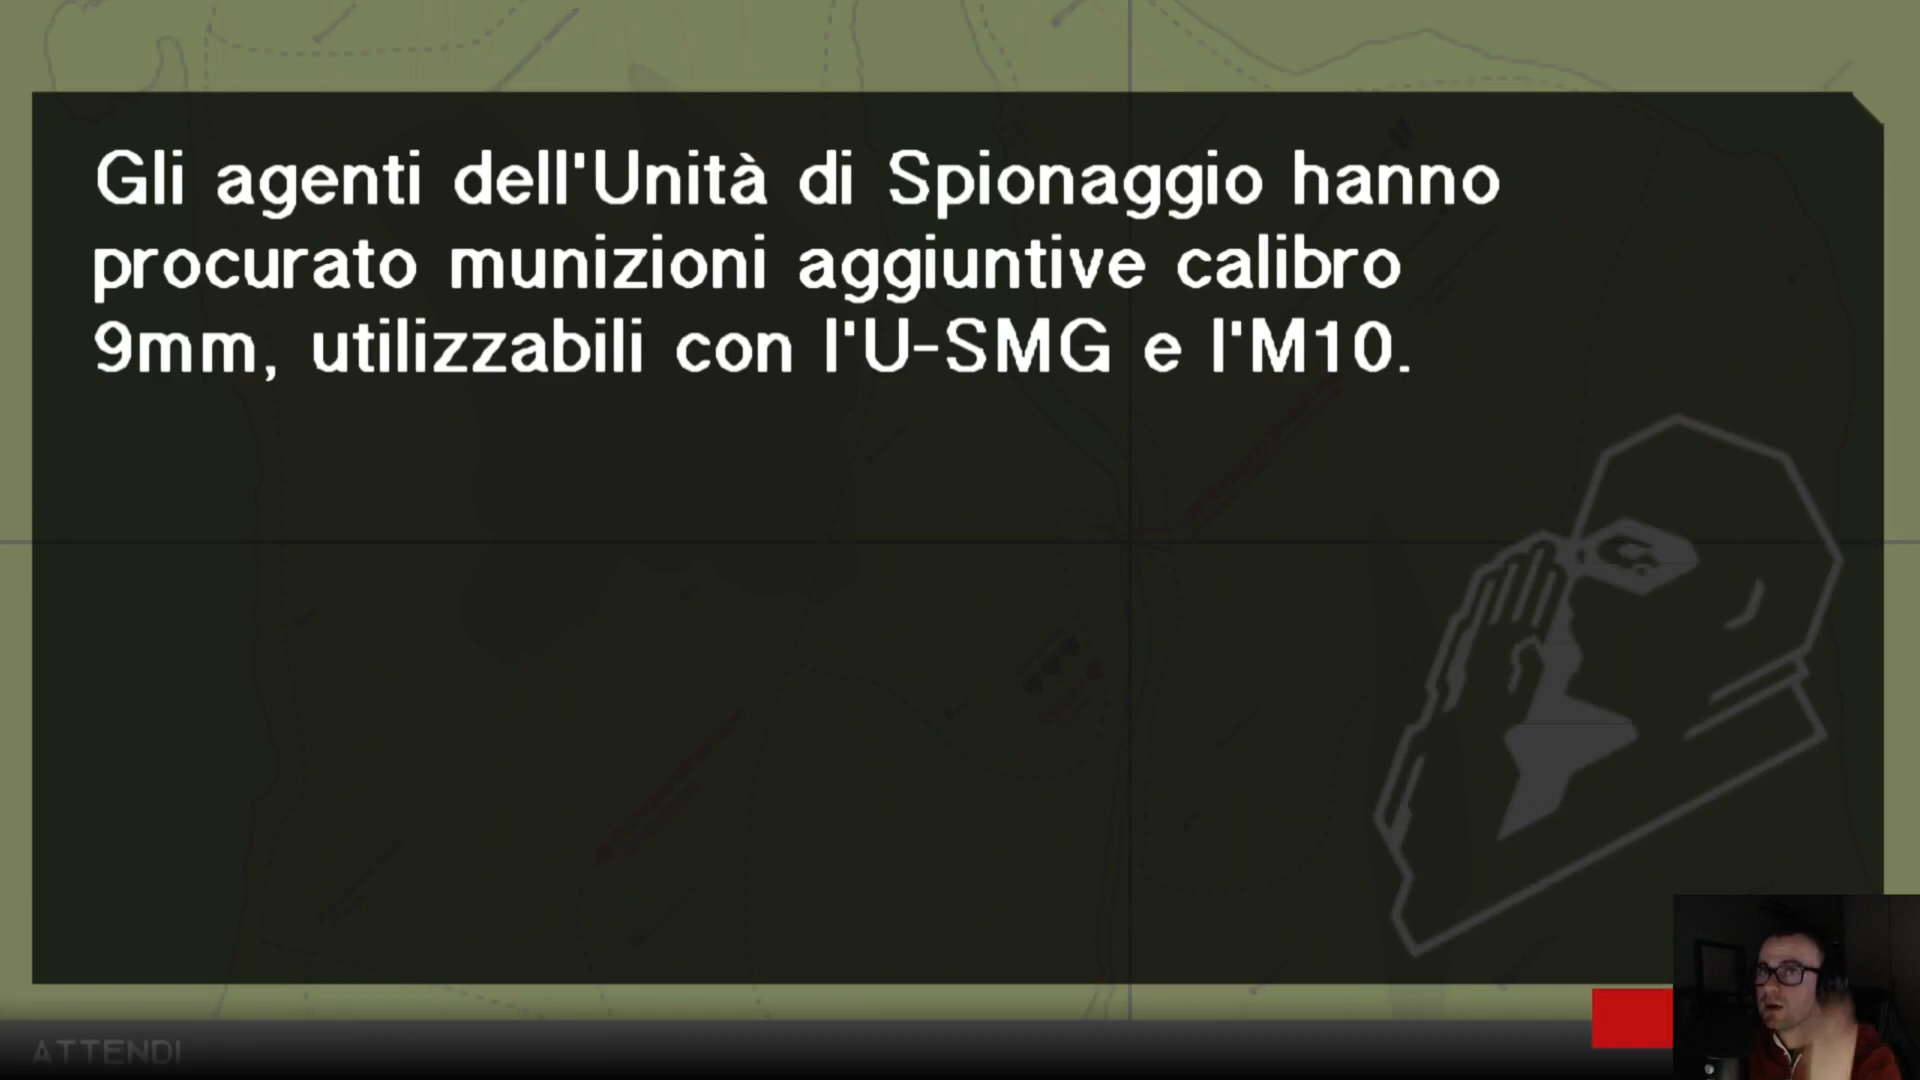 Gli agenti dell'Unità di Spionaggio hanno
procurato munizioni aggiuntive calibro
9mm, utilizzabili con l'U-SMG e l'M10.
ATTENDI